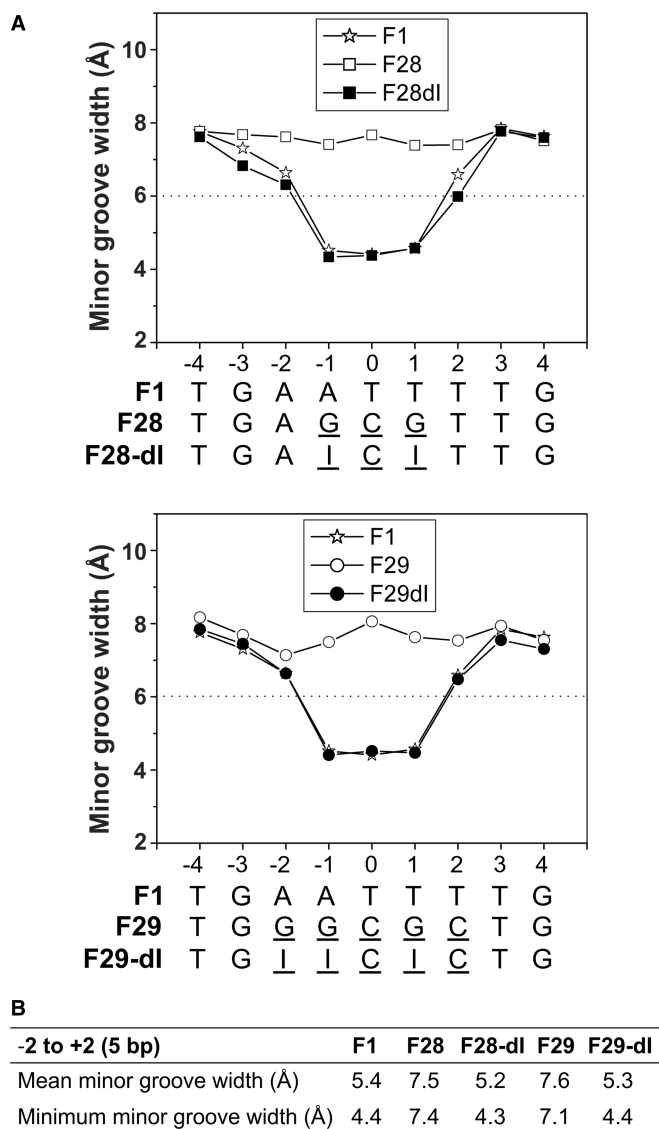 A
F1
F28
F28dI
Minor groove width (Å)
10
8
6
4
2
-4 -3 -2 -1 0 1 2 3 4
F1 T G A A T T T T G
F28 T G A G C G T T G
F28-dI T G A I C I T T G
F1
F29
F29dI
Minor groove width (Å)
10
8
6
4
2
-4 -3 -2 -1 0 1 2 3 4
F1 T G A A T T T T G
F29 T G G G C G C T G
F29-dI T G I I C I C T G
B
-2 to +2 (5 bp) F1 F28 F28-dI F29 F29-dI
Mean minor groove width (Å) 5.4 7.5 5.2 7.6 5.3
Minimum minor groove width (Å) 4.4 7.4 4.3 7.1 4.4